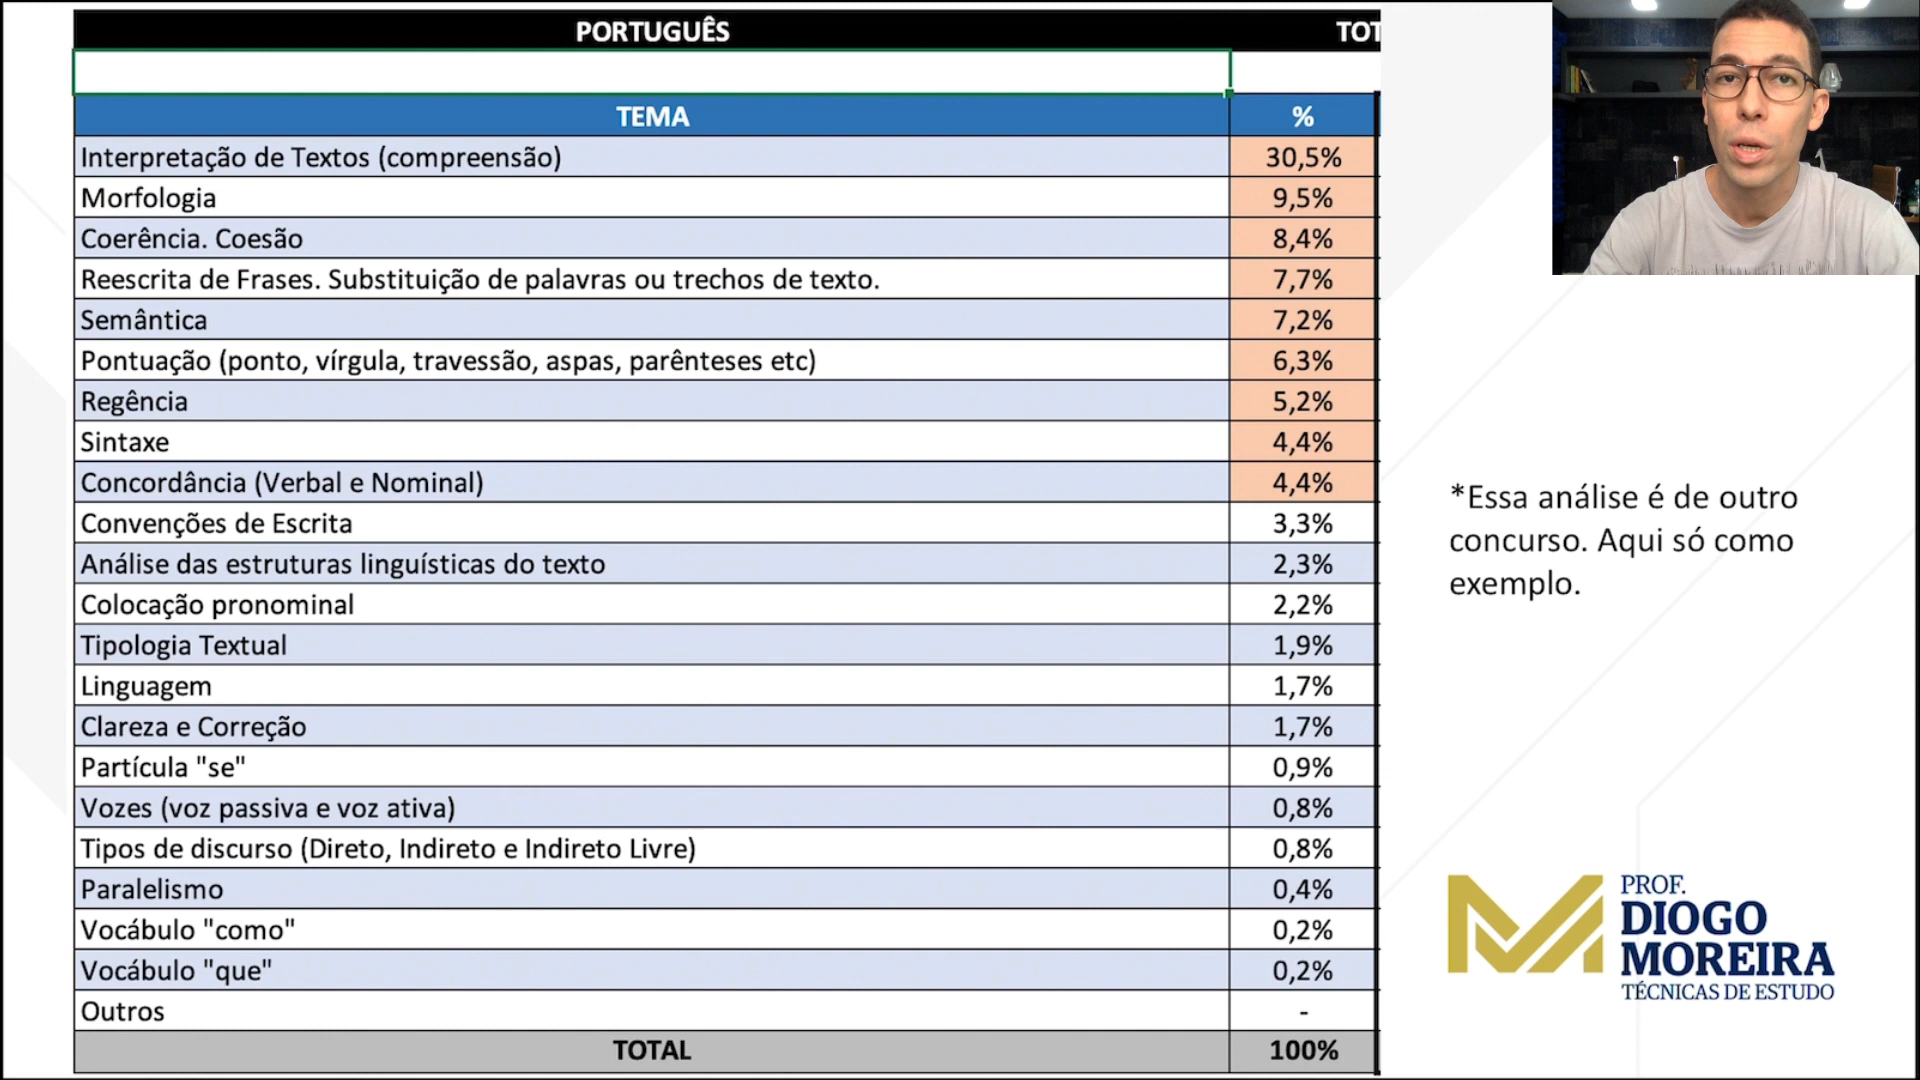 PORTUGUÊS TOT
TEMA %
Interpretação de Textos (compreensão) 30,5%
Morfologia 9,5%
Coerência. Coesão 8,4%
Reescrita de Frases. Substituição de palavras ou trechos de texto. 7,7%
Semântica 7,2%
Pontuação (ponto, vírgula, travessão, aspas, parênteses etc) 6,3%
Regência 5,2%
Sintaxe 4,4%
Concordância (Verbal e Nominal) 4,4%
Convenções de Escrita 3,3%
Análise das estruturas linguísticas do texto 2,3%
Colocação pronominal 2,2%
Tipologia Textual 1,9%
Linguagem 1,7%
Clareza e Correção 1,7%
Partícula "se" 0,9%
Vozes (voz passiva e voz ativa) 0,8%
Tipos de discurso (Direto, Indireto e Indireto Livre) 0,8%
Paralelismo 0,4%
Vocábulo "como" 0,2%
Vocábulo "que" 0,2%
Outros -
TOTAL 100%
*Essa análise é de outro
concurso. Aqui só como
exemplo.
PROF.
DIOGO
MOREIRA
TÉCNICAS DE ESTUDO